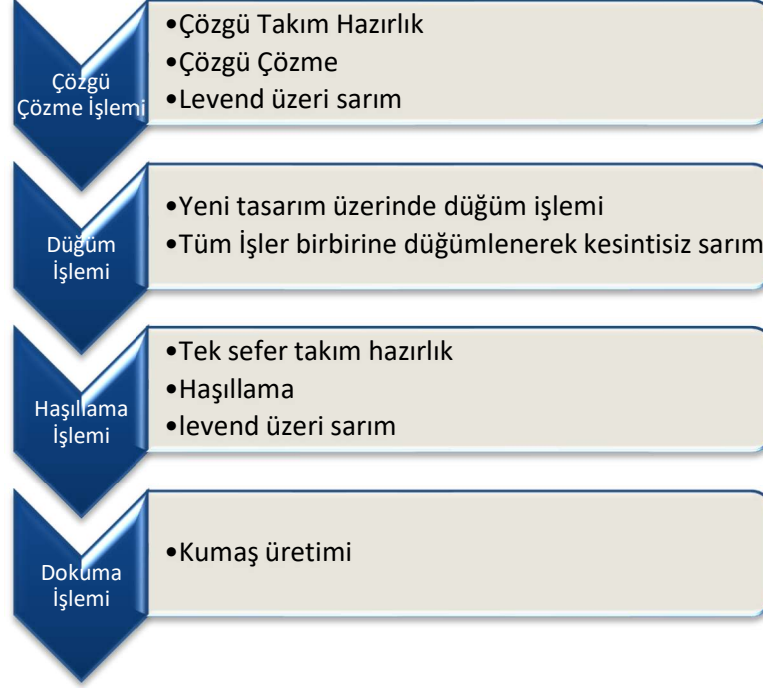 Çözgü
Çözme İşlemi
•Çözgü Takım Hazırlık
•Çözgü Çözme
•Levend üzeri sarım
Düğüm
İşlemi
•Yeni tasarım üzerinde düğüm işlemi
•Tüm İşler birbirine düğümlenerek kesintisiz sarım
Haşıllama
İşlemi
•Tek sefer takım hazırlık
•Haşıllama
•levend üzeri sarım
Dokuma
İşlemi
•Kumaş üretimi